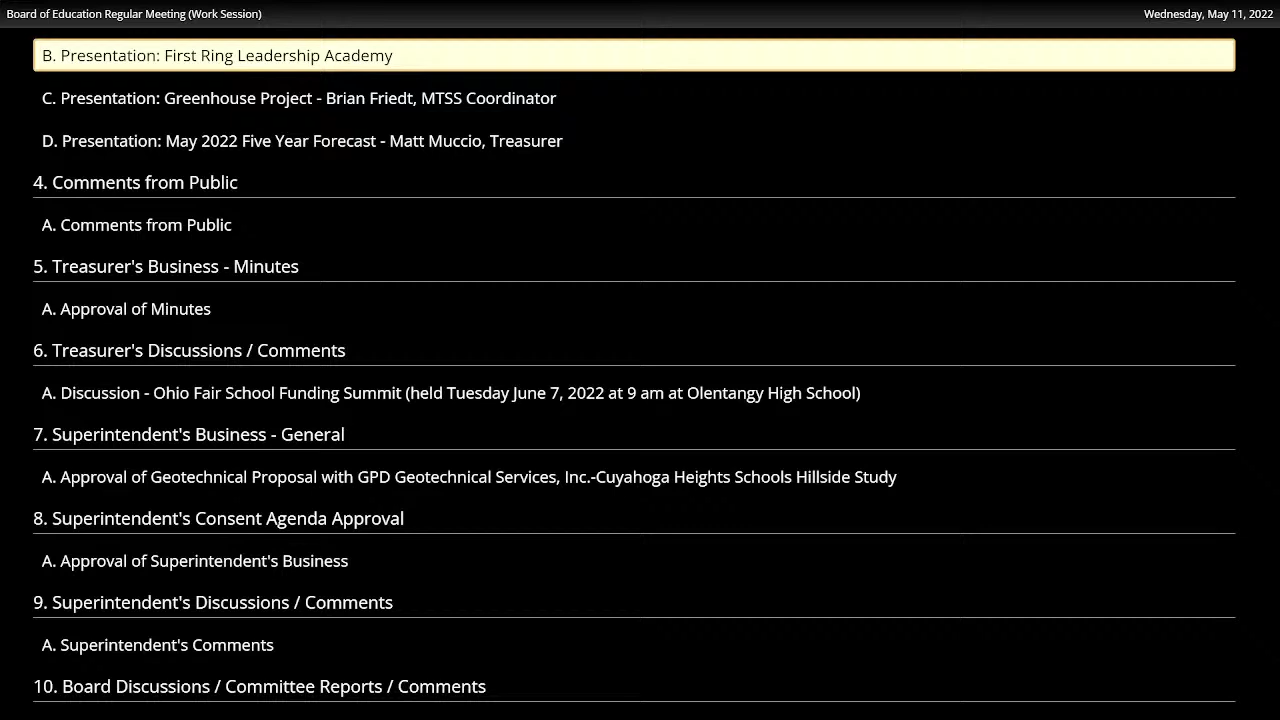 Board of Education Regular Meeting (Work Session)
Wednesday, May 11, 2022
B. Presentation: First Ring Leadership Academy
C. Presentation: Greenhouse Project - Brian Friedt, MTSS Coordinator
D. Presentation: May 2022 Five Year Forecast - Matt Muccio, Treasurer
4. Comments from Public
A. Comments from Public
5. Treasurer's Business - Minutes
A. Approval of Minutes
6. Treasurer's Discussions / Comments
A. Discussion - Ohio Fair School Funding Summit (held Tuesday June 7, 2022 at 9 am at Olentangy High School)
7. Superintendent's Business - General
A. Approval of Geotechnical Proposal with GPD Geotechnical Services, Inc.-Cuyahoga Heights Schools Hillside Study
8. Superintendent's Consent Agenda Approval
A. Approval of Superintendent's Business
9. Superintendent's Discussions / Comments
A. Superintendent's Comments
10. Board Discussions / Committee Reports / Comments